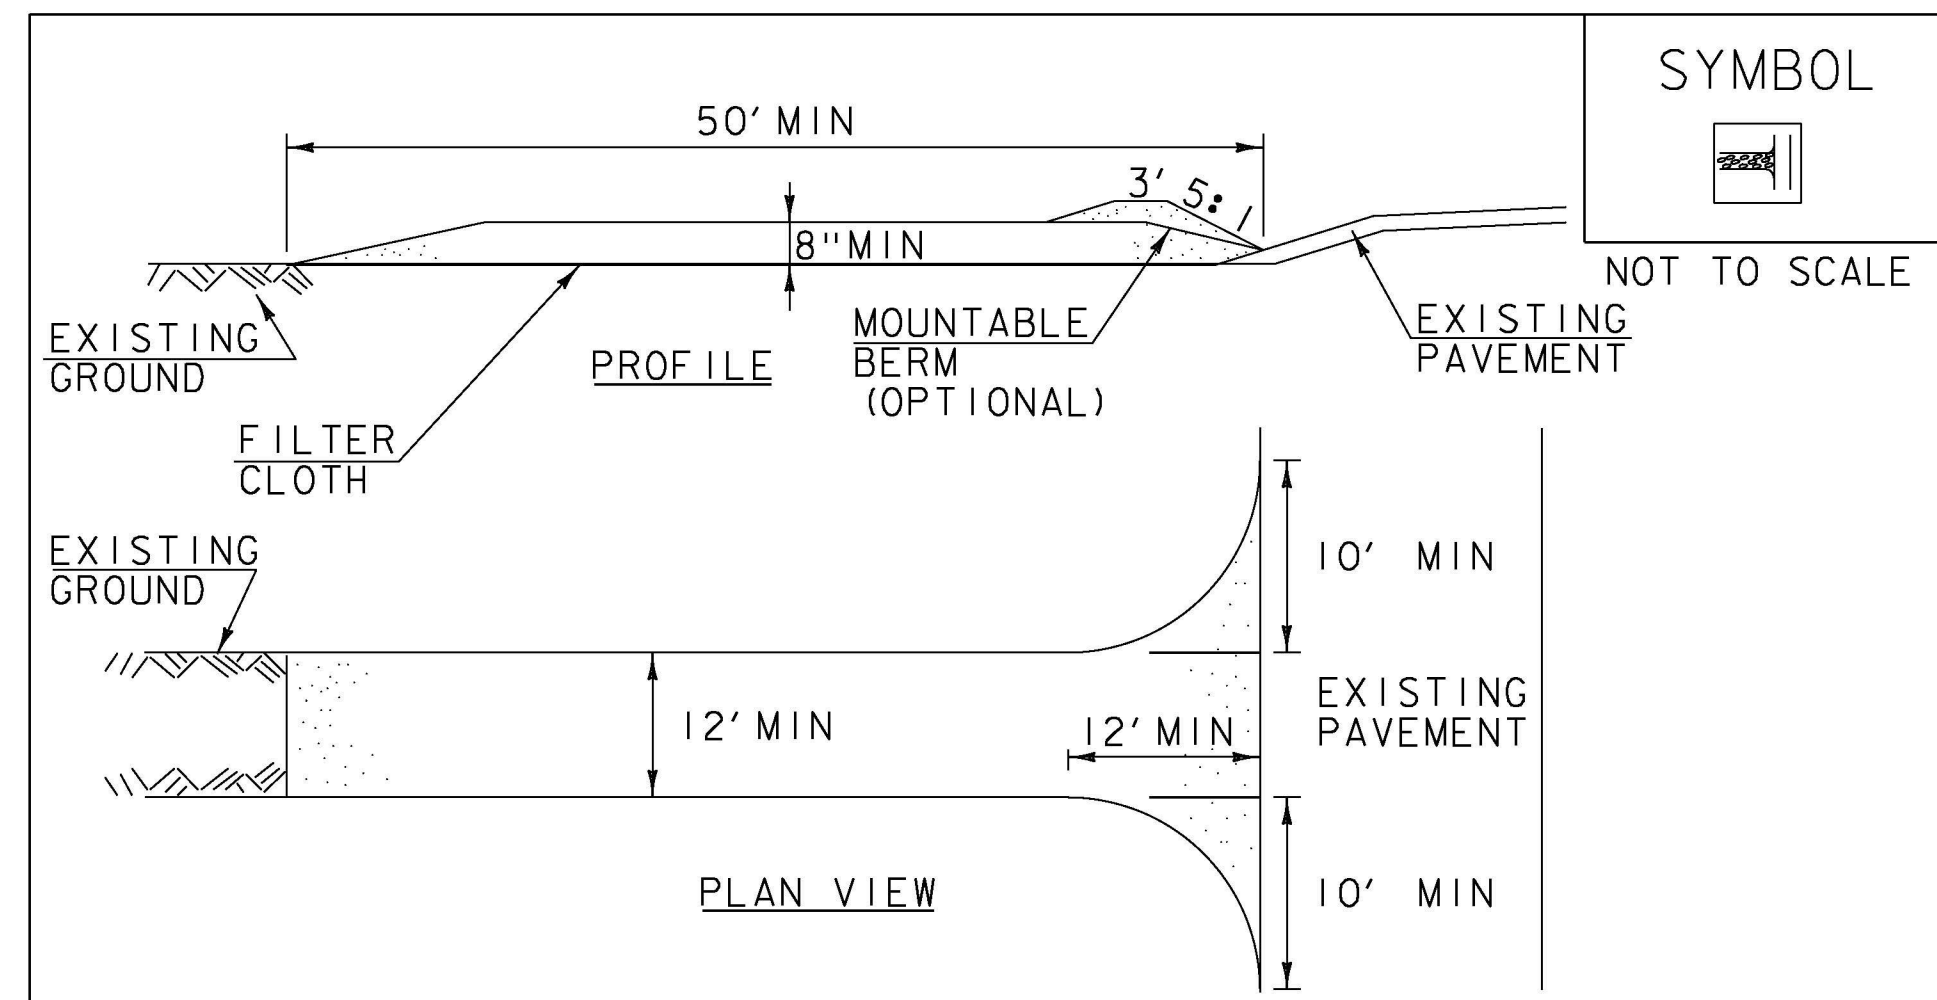 SYMBOL
NOT TO SCALE
50' MIN
3' 5:1
8" MIN
EXISTING
GROUND
PROFILE
MOUNTABLE
BERM
(OPTIONAL)
EXISTING
PAVEMENT
FILTER
CLOTH
EXISTING
GROUND
10' MIN
12' MIN
12' MIN
EXISTING
PAVEMENT
PLAN VIEW
10' MIN